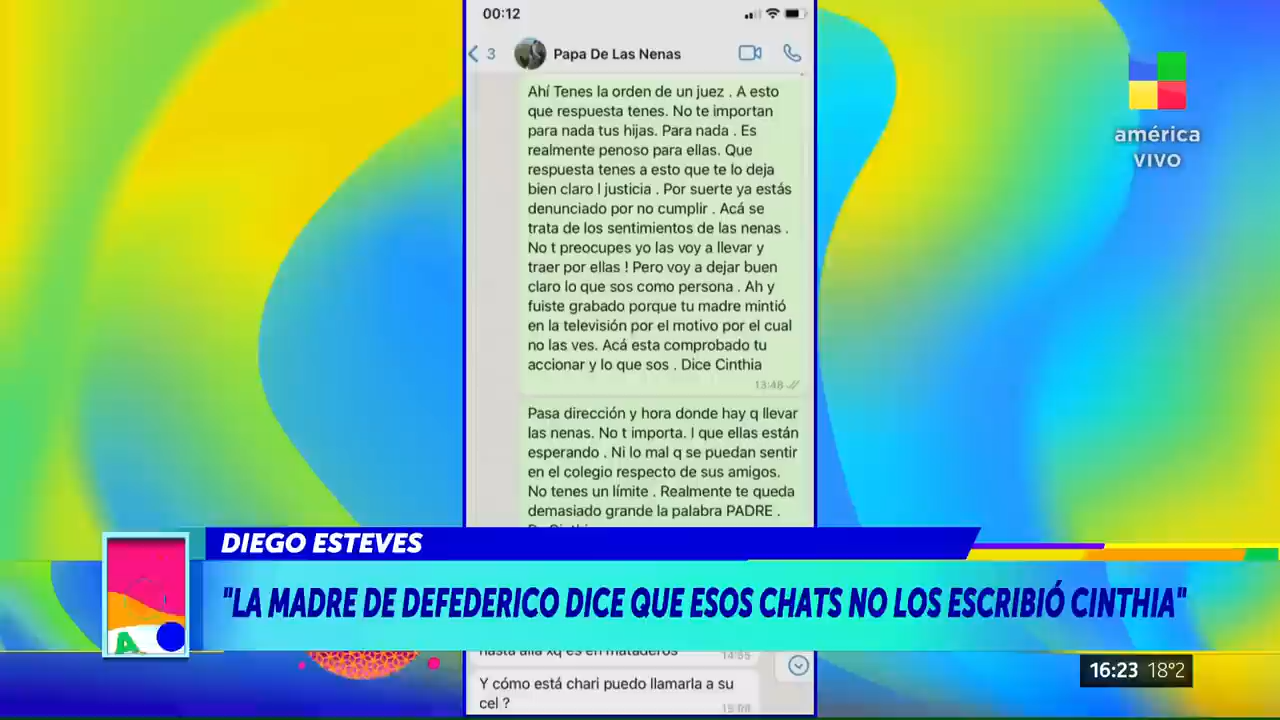 00:12
3
Papa De Las Nenas
Ahí Tenes la orden de un juez . A esto
que respuesta tenes. No te importan
para nada tus hijas. Para nada . Es
realmente penoso para ellas. Que
respuesta tenes a esto que te lo deja
bien claro l justicia . Por suerte ya estás
denunciado por no cumplir . Acá se
trata de los sentimientos de las nenas .
No t preocupes yo las voy a llevar y
traer por ellas ! Pero voy a dejar buen
claro lo que sos como persona . Ah y
fuiste grabado porque tu madre mintió
en la televisión por el motivo por el cual
no las ves. Acá esta comprobado tu
accionar y lo que sos . Dice Cinthia
13:48
Pasa dirección y hora donde hay q llevar
las nenas. No t importa. l que ellas están
esperando . Ni lo mal q se puedan sentir
en el colegio respecto de sus amigos.
No tenes un límite . Realmente te queda
demasiado grande la palabra PADRE .
américa
VIVO
DIEGO ESTEVES
"LA MADRE DE DEFEDERICO DICE QUE ESOS CHATS NO LOS ESCRIBIÓ CINTHIA"
A
hasta alla xq es en mataderos
Y cómo está chari puedo llamarla a su
cel ?
16:23 18°2